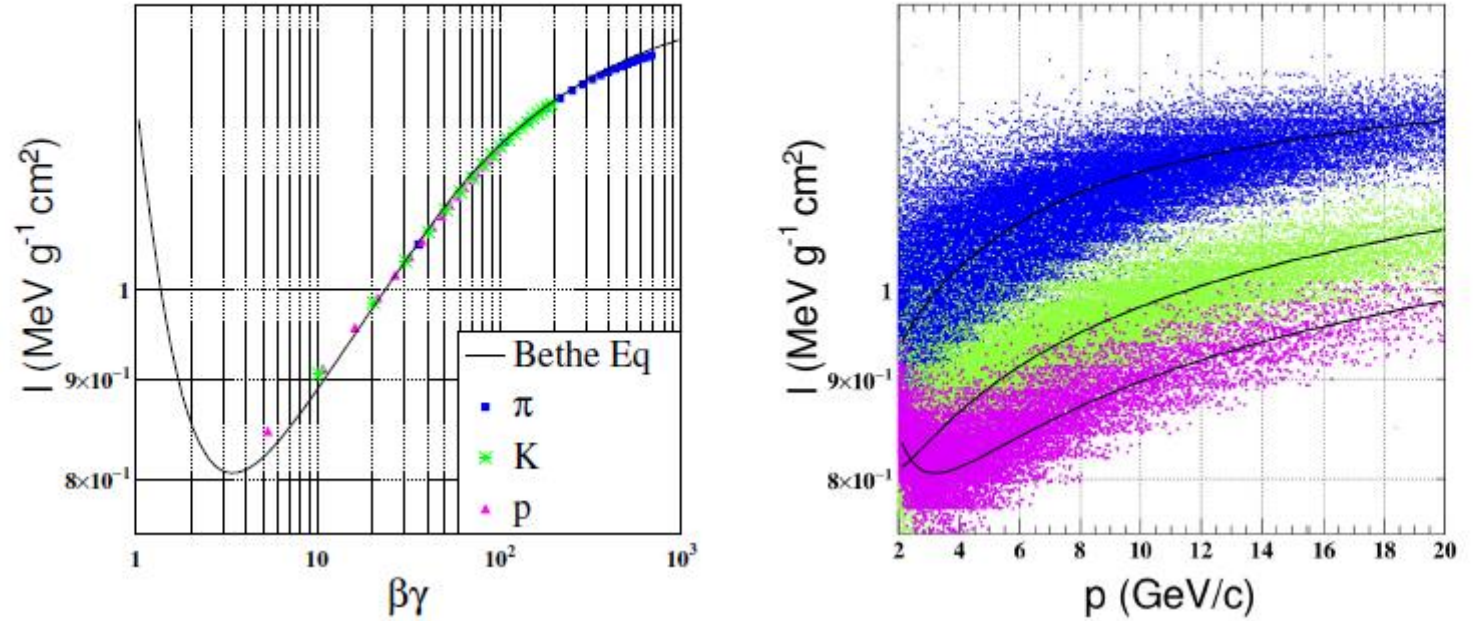 I (MeV g⁻¹ cm²)
1
9×10⁻¹
8×10⁻¹
Bethe Eq
π
K
p
1 10 10² 10³
βγ
I (MeV g⁻¹ cm²)
1
9×10⁻¹
8×10⁻¹
2 4 6 8 10 12 14 16 18 20
p (GeV/c)